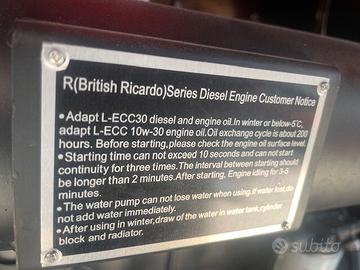 R(British Ricardo)Series Diesel Engine Customer Notice
•Adapt L-ECC30 diesel and engine oil.In winter or below-5℃,
adapt L-ECC 10w-30 engine oil.Oil exchange cycle is about 200
hours. Before starting,please check the engine oil surface level.
•Starting time can not exceed 10 seconds and can not start
continuity for three times.The interval between starting should
be longer than 2 minutes.After starting, Engine idling for 3-5
minutes.
•The water pump can not lose water when using.If water lost,do
not add water immediately.
•After using in winter,draw of the water in water tank,cylinder
block and radiator.
subito